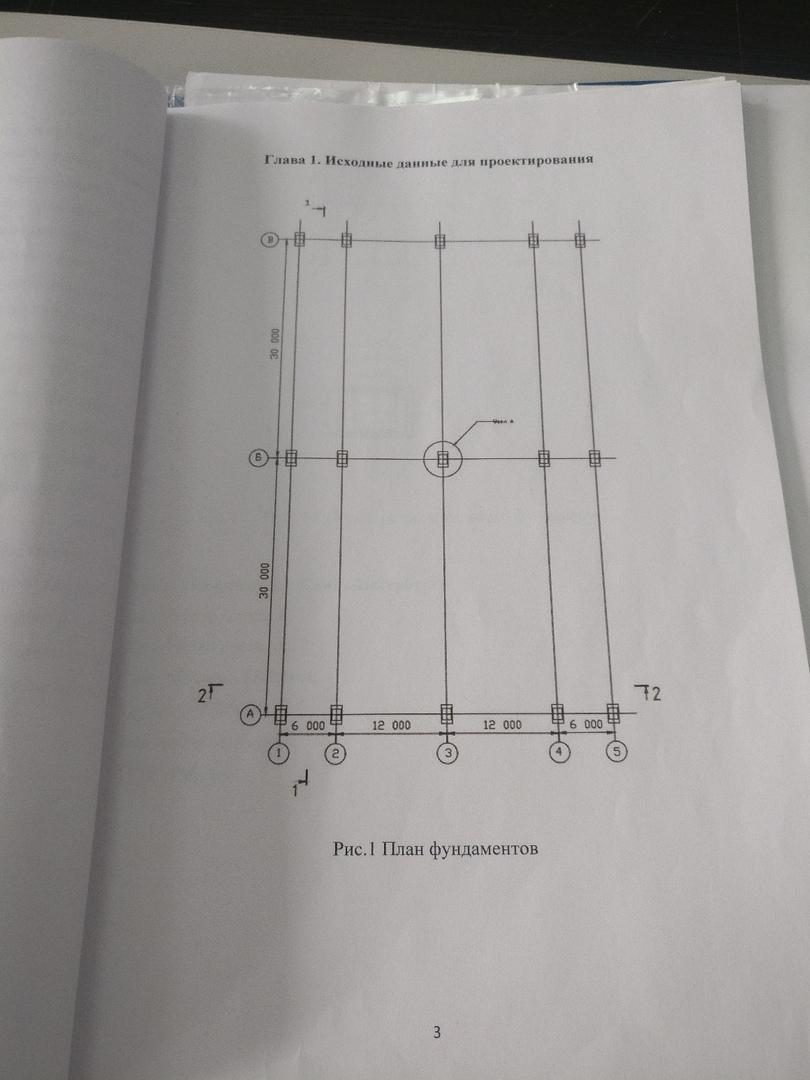 Глава 1. Исходные данные для проектирования
1
В
30 000
Узел А
Б
30 000
2 2
А
6 000 12 000 12 000 6 000
1 2 3 4 5
1
Рис.1 План фундаментов
3